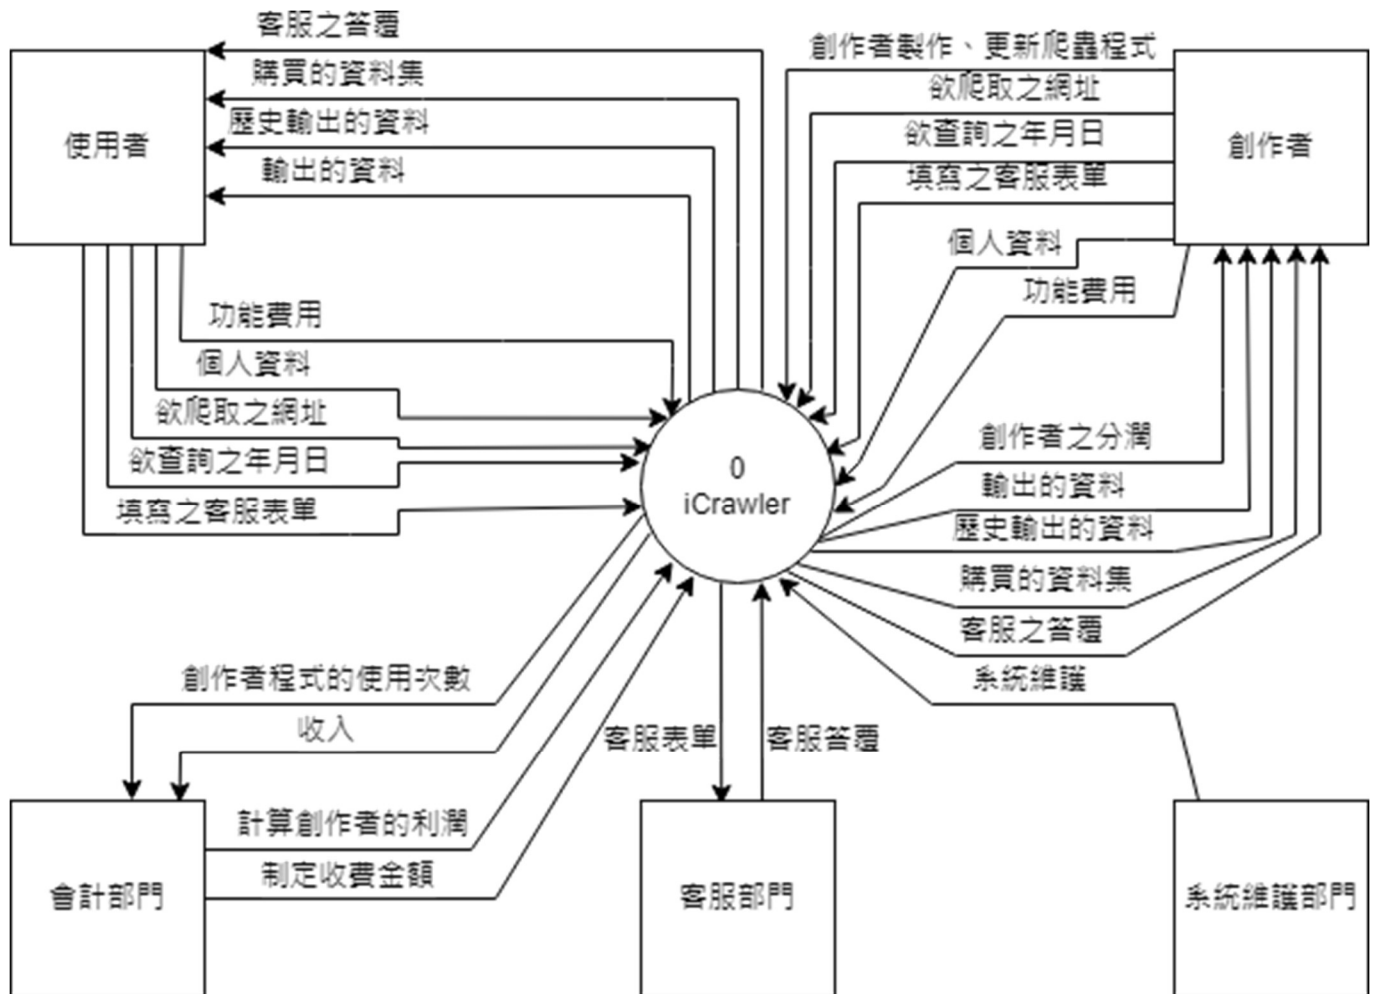 客服之答覆
購買的資料集
歷史輸出的資料
輸出的資料
使用者
創作者製作、更新爬蟲程式
欲爬取之網址
欲查詢之年月日
填寫之客服表單
個人資料
功能費用
創作者
功能費用
個人資料
欲爬取之網址
欲查詢之年月日
填寫之客服表單
0
iCrawler
創作者之分潤
輸出的資料
歷史輸出的資料
購買的資料集
客服之答覆
系統維護
創作者程式的使用次數
收入
計算創作者的利潤
制定收費金額
客服表單
客服答覆
會計部門
客服部門
系統維護部門